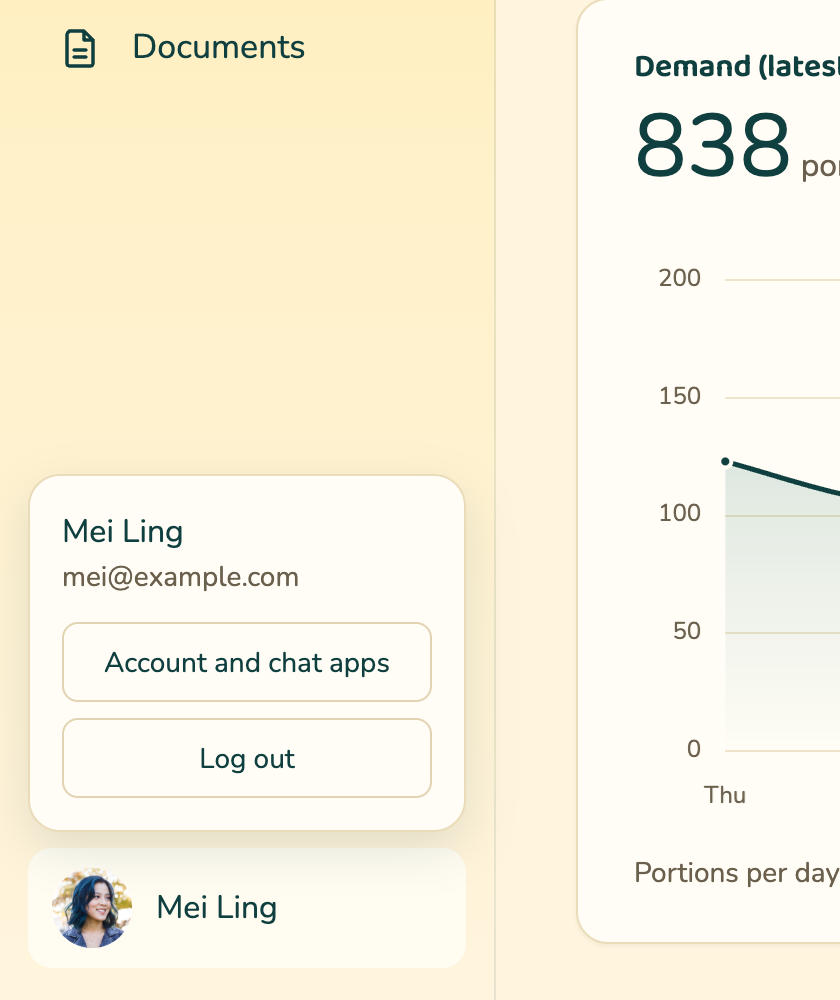 Documents
Mei Ling
mei@example.com
Account and chat apps
Log out
Mei Ling
Demand (latest
838 por
200
150
100
50
0
Thu
Portions per day